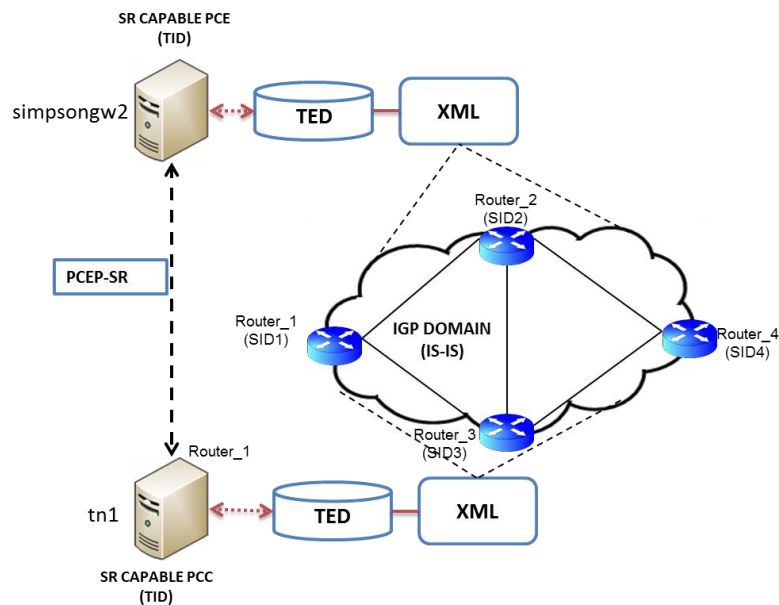 SR CAPABLE PCE
(TID)
simpsongw2
TED
XML
Router_2
(SID2)
PCEP-SR
Router_1
(SID1)
IGP DOMAIN
(IS-IS)
Router_4
(SID4)
Router_3
(SID3)
Router_1
tn1
TED
XML
SR CAPABLE PCC
(TID)